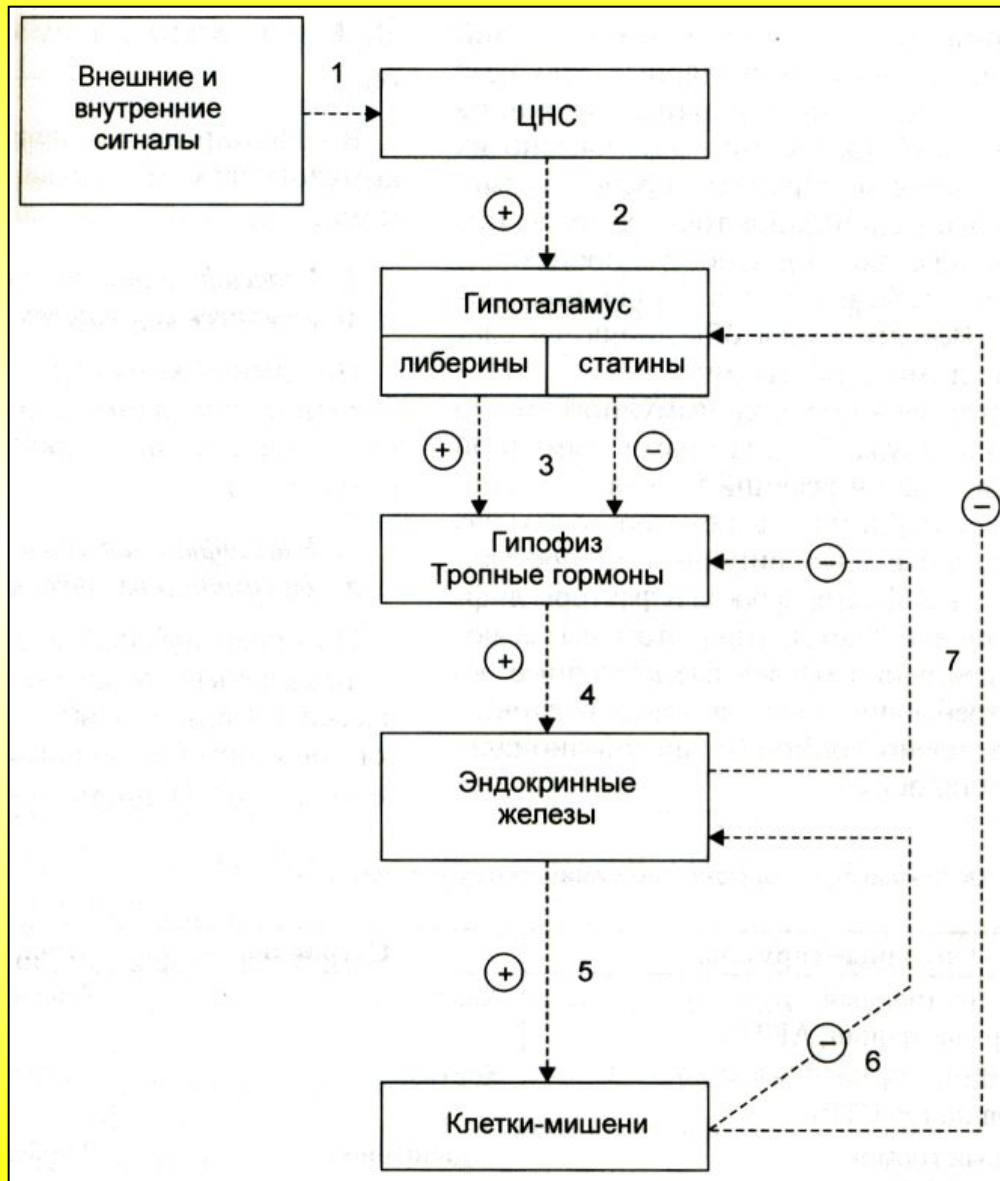 Внешние и
внутренние
сигналы
1
ЦНС
+
2
Гипоталамус
либерины
статины
+
3
−
−
Гипофиз
Тропные гормоны
−
+
4
7
Эндокринные
железы
+
5
−
6
Клетки-мишени